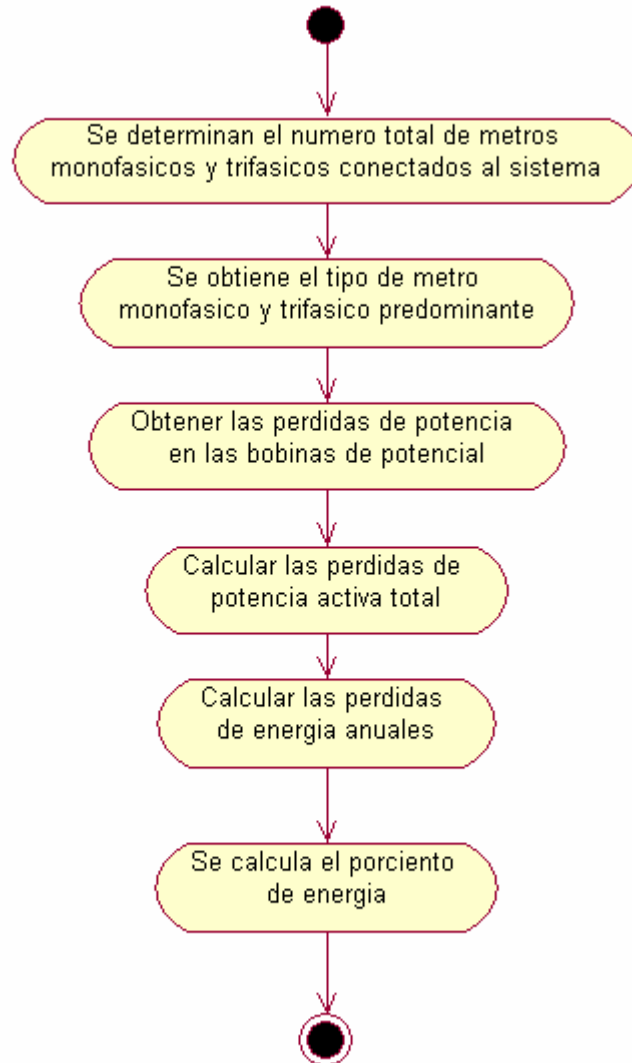 Se determinan el numero total de metros
monofasicos y trifasicos conectados al sistema
Se obtiene el tipo de metro
monofasico y trifasico predominante
Obtener las perdidas de potencia
en las bobinas de potencial
Calcular las perdidas de
potencia activa total
Calcular las perdidas
de energia anuales
Se calcula el porciento
de energia